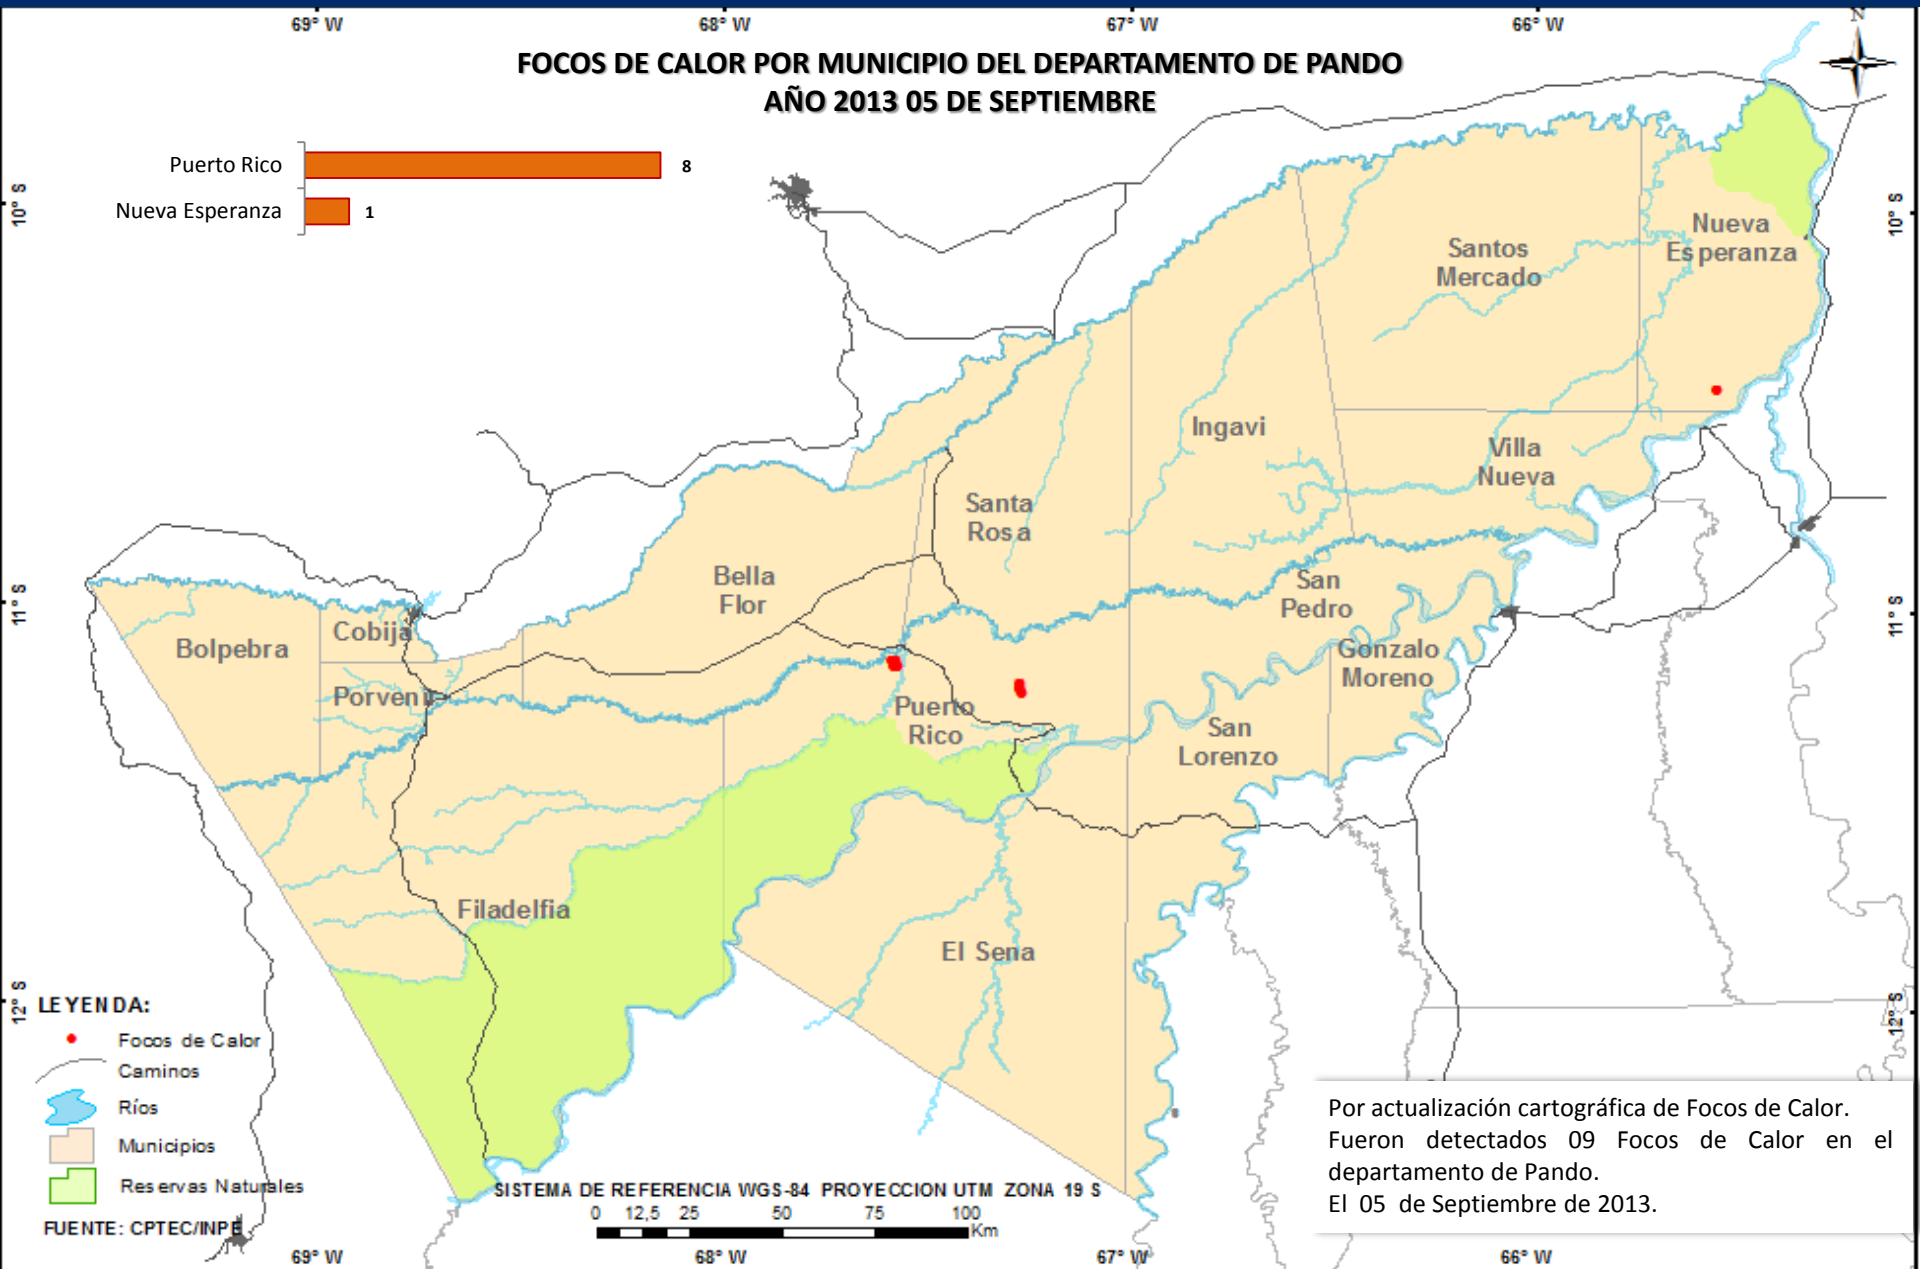 69° W 68° W 67° W 66° W
N
FOCOS DE CALOR POR MUNICIPIO DEL DEPARTAMENTO DE PANDO
AÑO 2013 05 DE SEPTIEMBRE
Puerto Rico 8
Nueva Esperanza 1
10° S
10° S
Nueva
Esperanza
Santos
Mercado
Ingavi
Villa
Nueva
Santa
Rosa
Bella
Flor
San
Pedro
11° S
11° S
Cobija
Bolpebra
Gonzalo
Moreno
Porvenir
Puerto
Rico
San
Lorenzo
Filadelfia
El Sena
12° S
12° S
LEYENDA:
Focos de Calor
Caminos
Ríos
Municipios
Reservas Naturales
FUENTE: CPTEC/INPE
SISTEMA DE REFERENCIA WGS-84 PROYECCION UTM ZONA 19 S
0 12,5 25 50 75 100
Km
Por actualización cartográfica de Focos de Calor.
Fueron detectados 09 Focos de Calor en el
departamento de Pando.
El 05 de Septiembre de 2013.
69° W 68° W 67° W 66° W